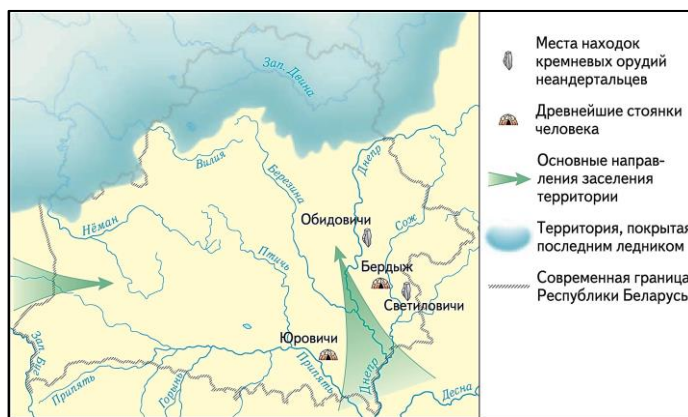 Зап. Двина
Вилия
Березина
Днепр
Нёман
Обидовичи
Сож
Птичь
Бердыж
Светиловичи
Юровичи
Зап. Буг
Припять
Горынь
Припять
Днепр
Десна
Места находок
кремневых орудий
неандертальцев
Древнейшие стоянки
человека
Основные направ-
ления заселения
территории
Территория, покрытая
последним ледником
Современная граница
Республики Беларусь